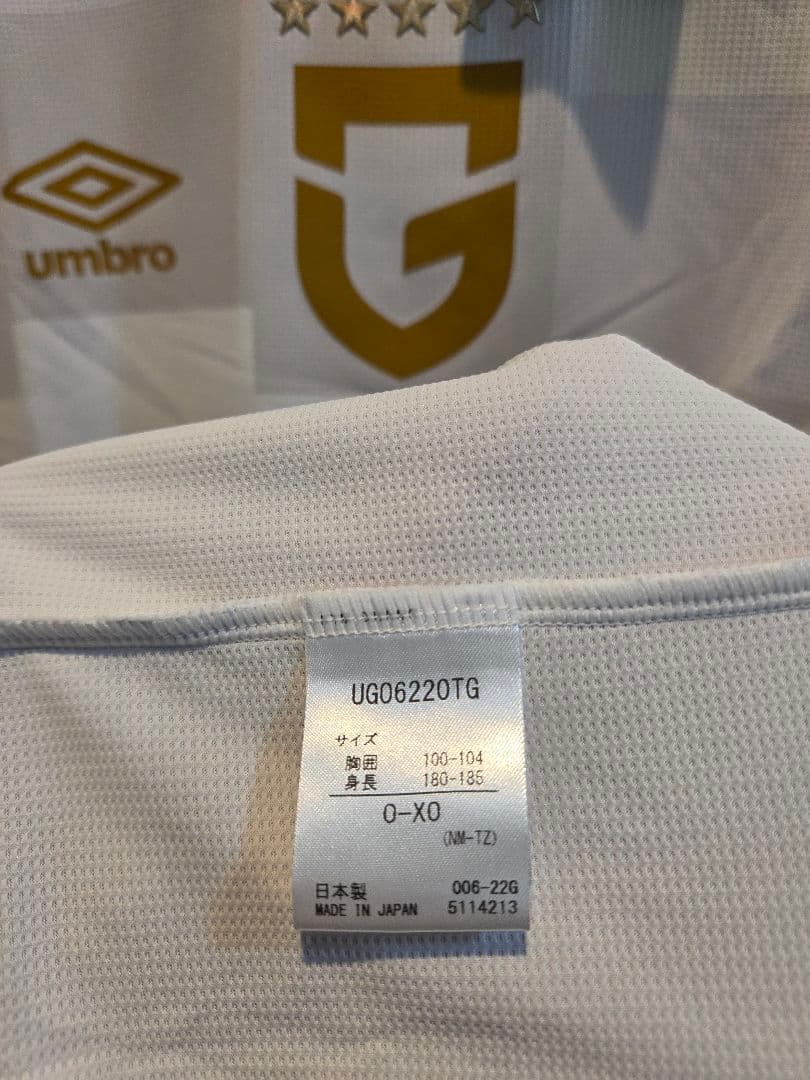 umbro
UG06220TG
サイズ
胸囲 100-104
身長 180-185
O-XO
(NM-TZ)
日本製 006-22G
MADE IN JAPAN 5114213